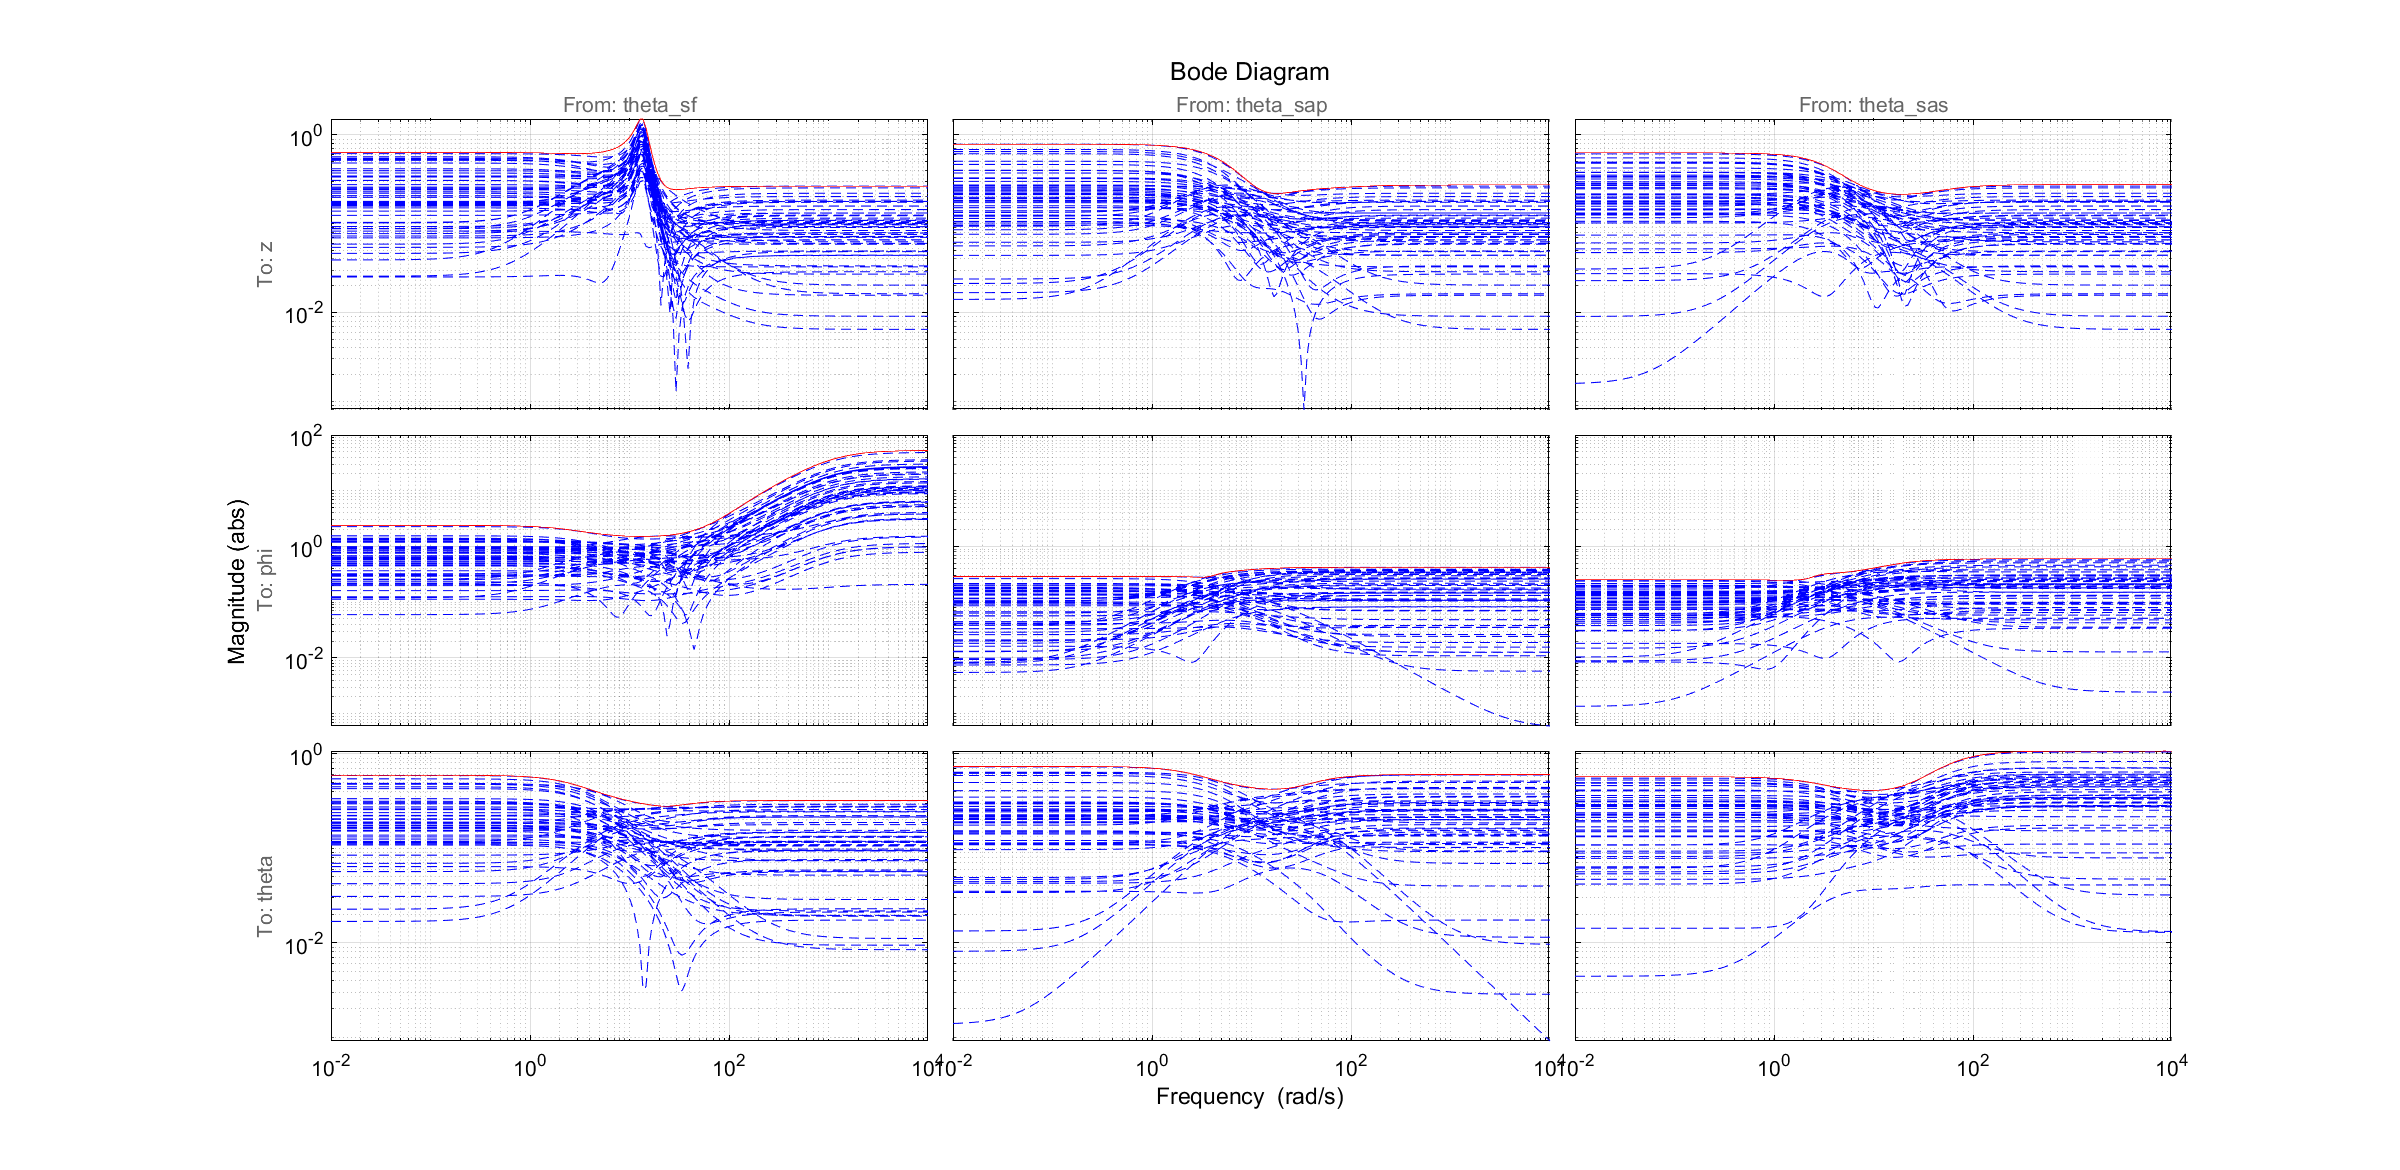 Bode Diagram
From: theta_sf
From: theta_sap
From: theta_sas
Magnitude (abs)
To: z
10^0
10^-2
To: phi
10^2
10^0
10^-2
To: theta
10^0
10^-2
10^-2 10^0 10^2 10^4
10^-2 10^0 10^2 10^4
10^-2 10^0 10^2 10^4
Frequency (rad/s)